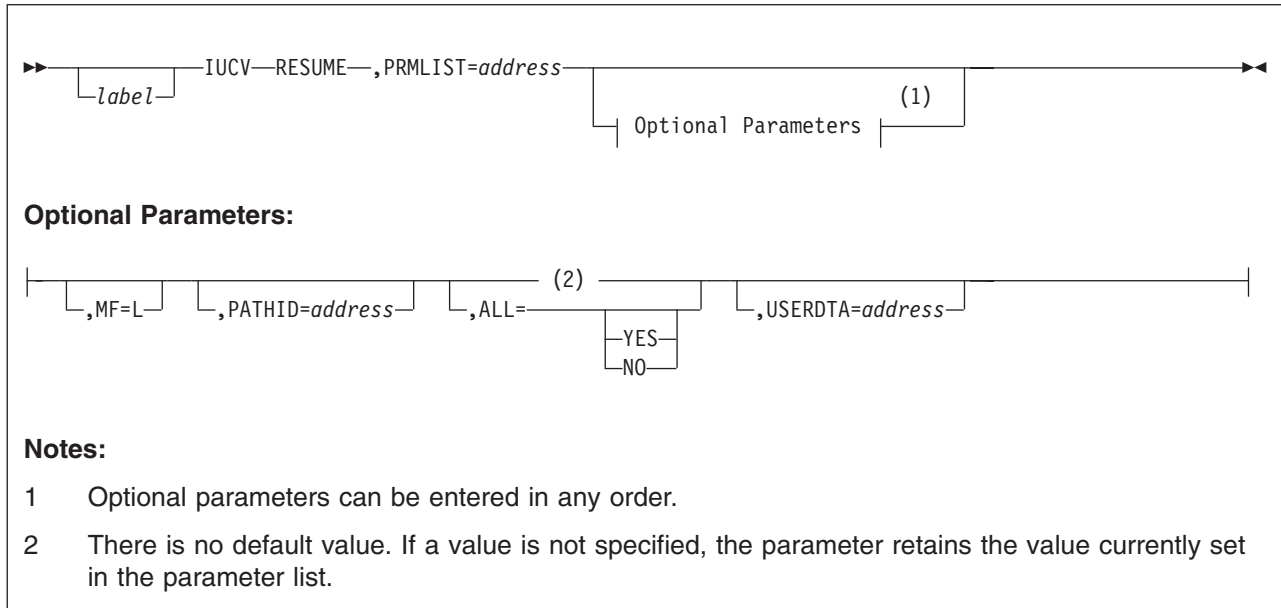 IUCV RESUME ,PRMLIST=address
label
(1)
Optional Parameters
Optional Parameters:
(2)
,MF=L ,PATHID=address ,ALL= ,USERDTA=address
YES
NO
Notes:
1 Optional parameters can be entered in any order.
2 There is no default value. If a value is not specified, the parameter retains the value currently set
in the parameter list.